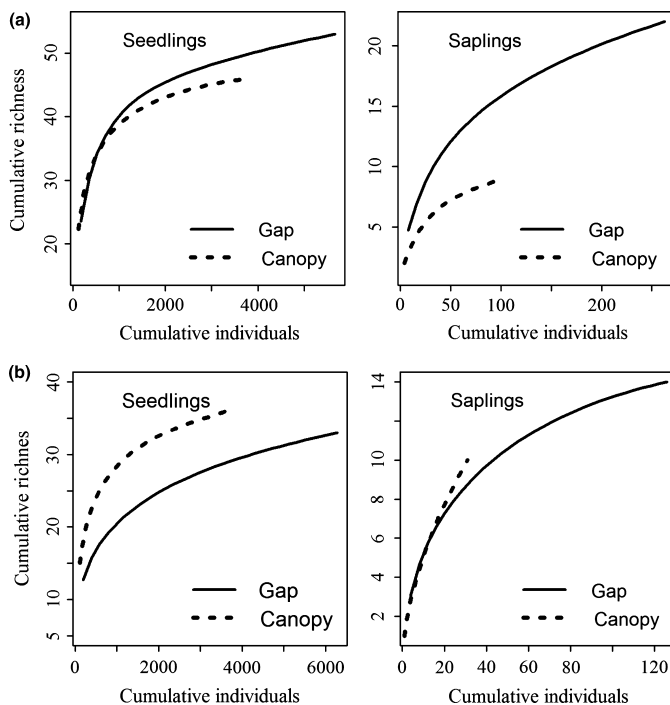 (a)
Seedlings
Cumulative richness
50
40
30
20
Gap
Canopy
0
2000
4000
Cumulative individuals
Saplings
20
15
10
5
Gap
Canopy
0
50
100
200
Cumulative individuals
(b)
Seedlings
Cumulative richnes
40
30
20
10
5
Gap
Canopy
0
2000
4000
6000
Cumulative individuals
Saplings
14
10
8
6
4
2
Gap
Canopy
0
20
40
60
80
120
Cumulative individuals